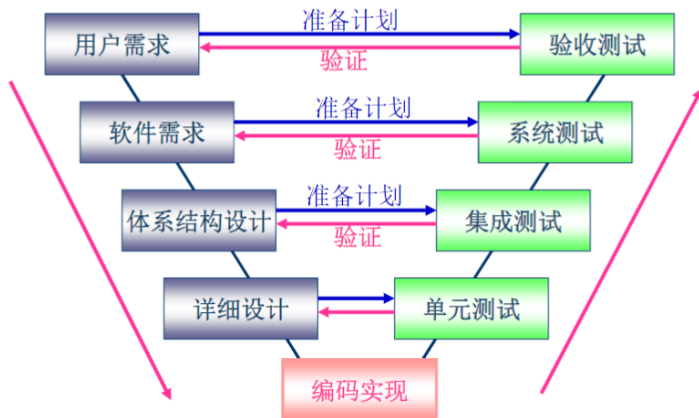 准备计划
用户需求
验收测试
验证
准备计划
软件需求
系统测试
验证
准备计划
体系结构设计
集成测试
验证
详细设计
单元测试
编码实现